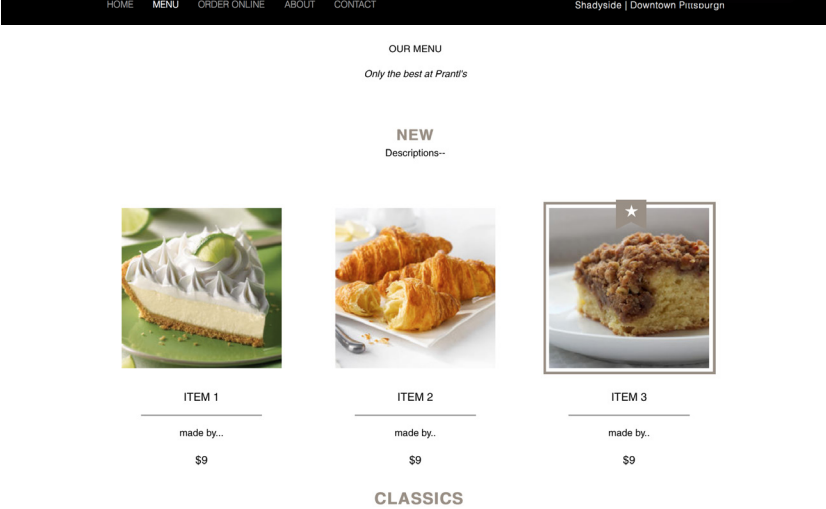 HOME MENU ORDER ONLINE ABOUT CONTACT
Shadyside | Downtown Pittsburgh
OUR MENU
Only the best at Prantl's
NEW
Descriptions--
ITEM 1
ITEM 2
ITEM 3
made by...
made by..
made by..
$9
$9
$9
CLASSICS